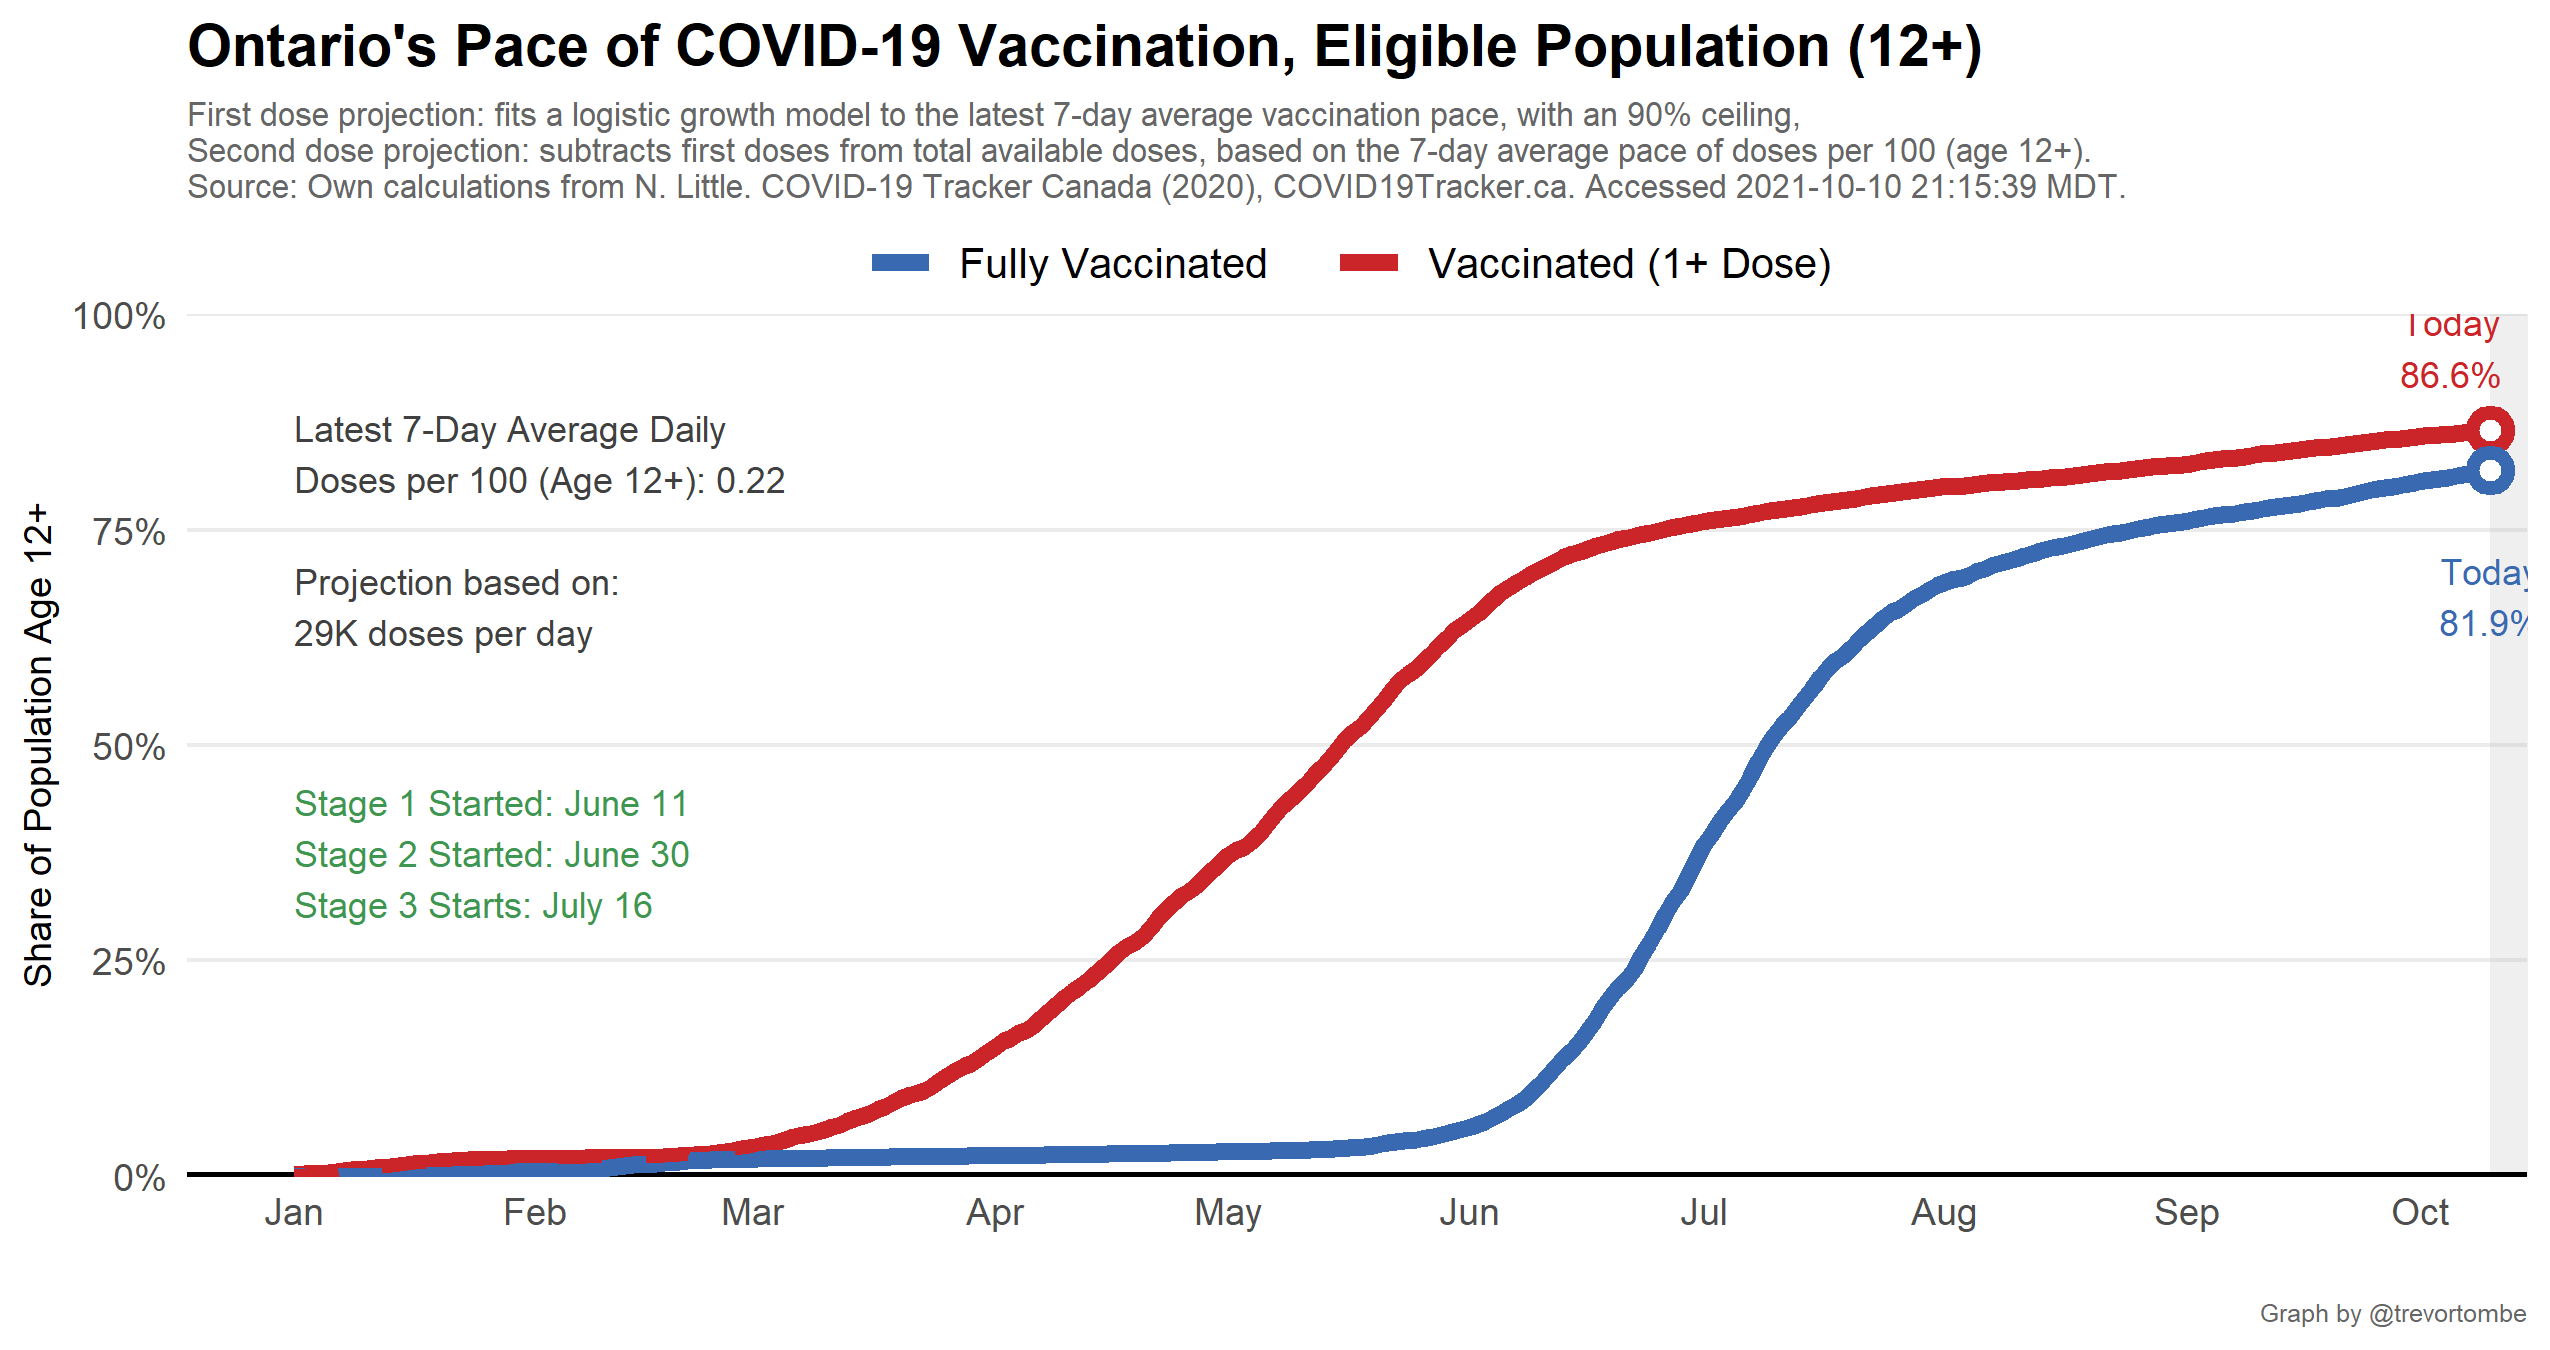 Ontario's Pace of COVID-19 Vaccination, Eligible Population (12+)
First dose projection: fits a logistic growth model to the latest 7-day average vaccination pace, with an 90% ceiling,
Second dose projection: subtracts first doses from total available doses, based on the 7-day average pace of doses per 100 (age 12+).
Source: Own calculations from N. Little. COVID-19 Tracker Canada (2020), COVID19Tracker.ca. Accessed 2021-10-10 21:15:39 MDT.
Fully Vaccinated
Vaccinated (1+ Dose)
Share of Population Age 12+
100%
75%
50%
25%
0%
Today
86.6%
Latest 7-Day Average Daily
Doses per 100 (Age 12+): 0.22
Projection based on:
29K doses per day
Today
81.9%
Stage 1 Started: June 11
Stage 2 Started: June 30
Stage 3 Starts: July 16
Jan
Feb
Mar
Apr
May
Jun
Jul
Aug
Sep
Oct
Graph by @trevortombe